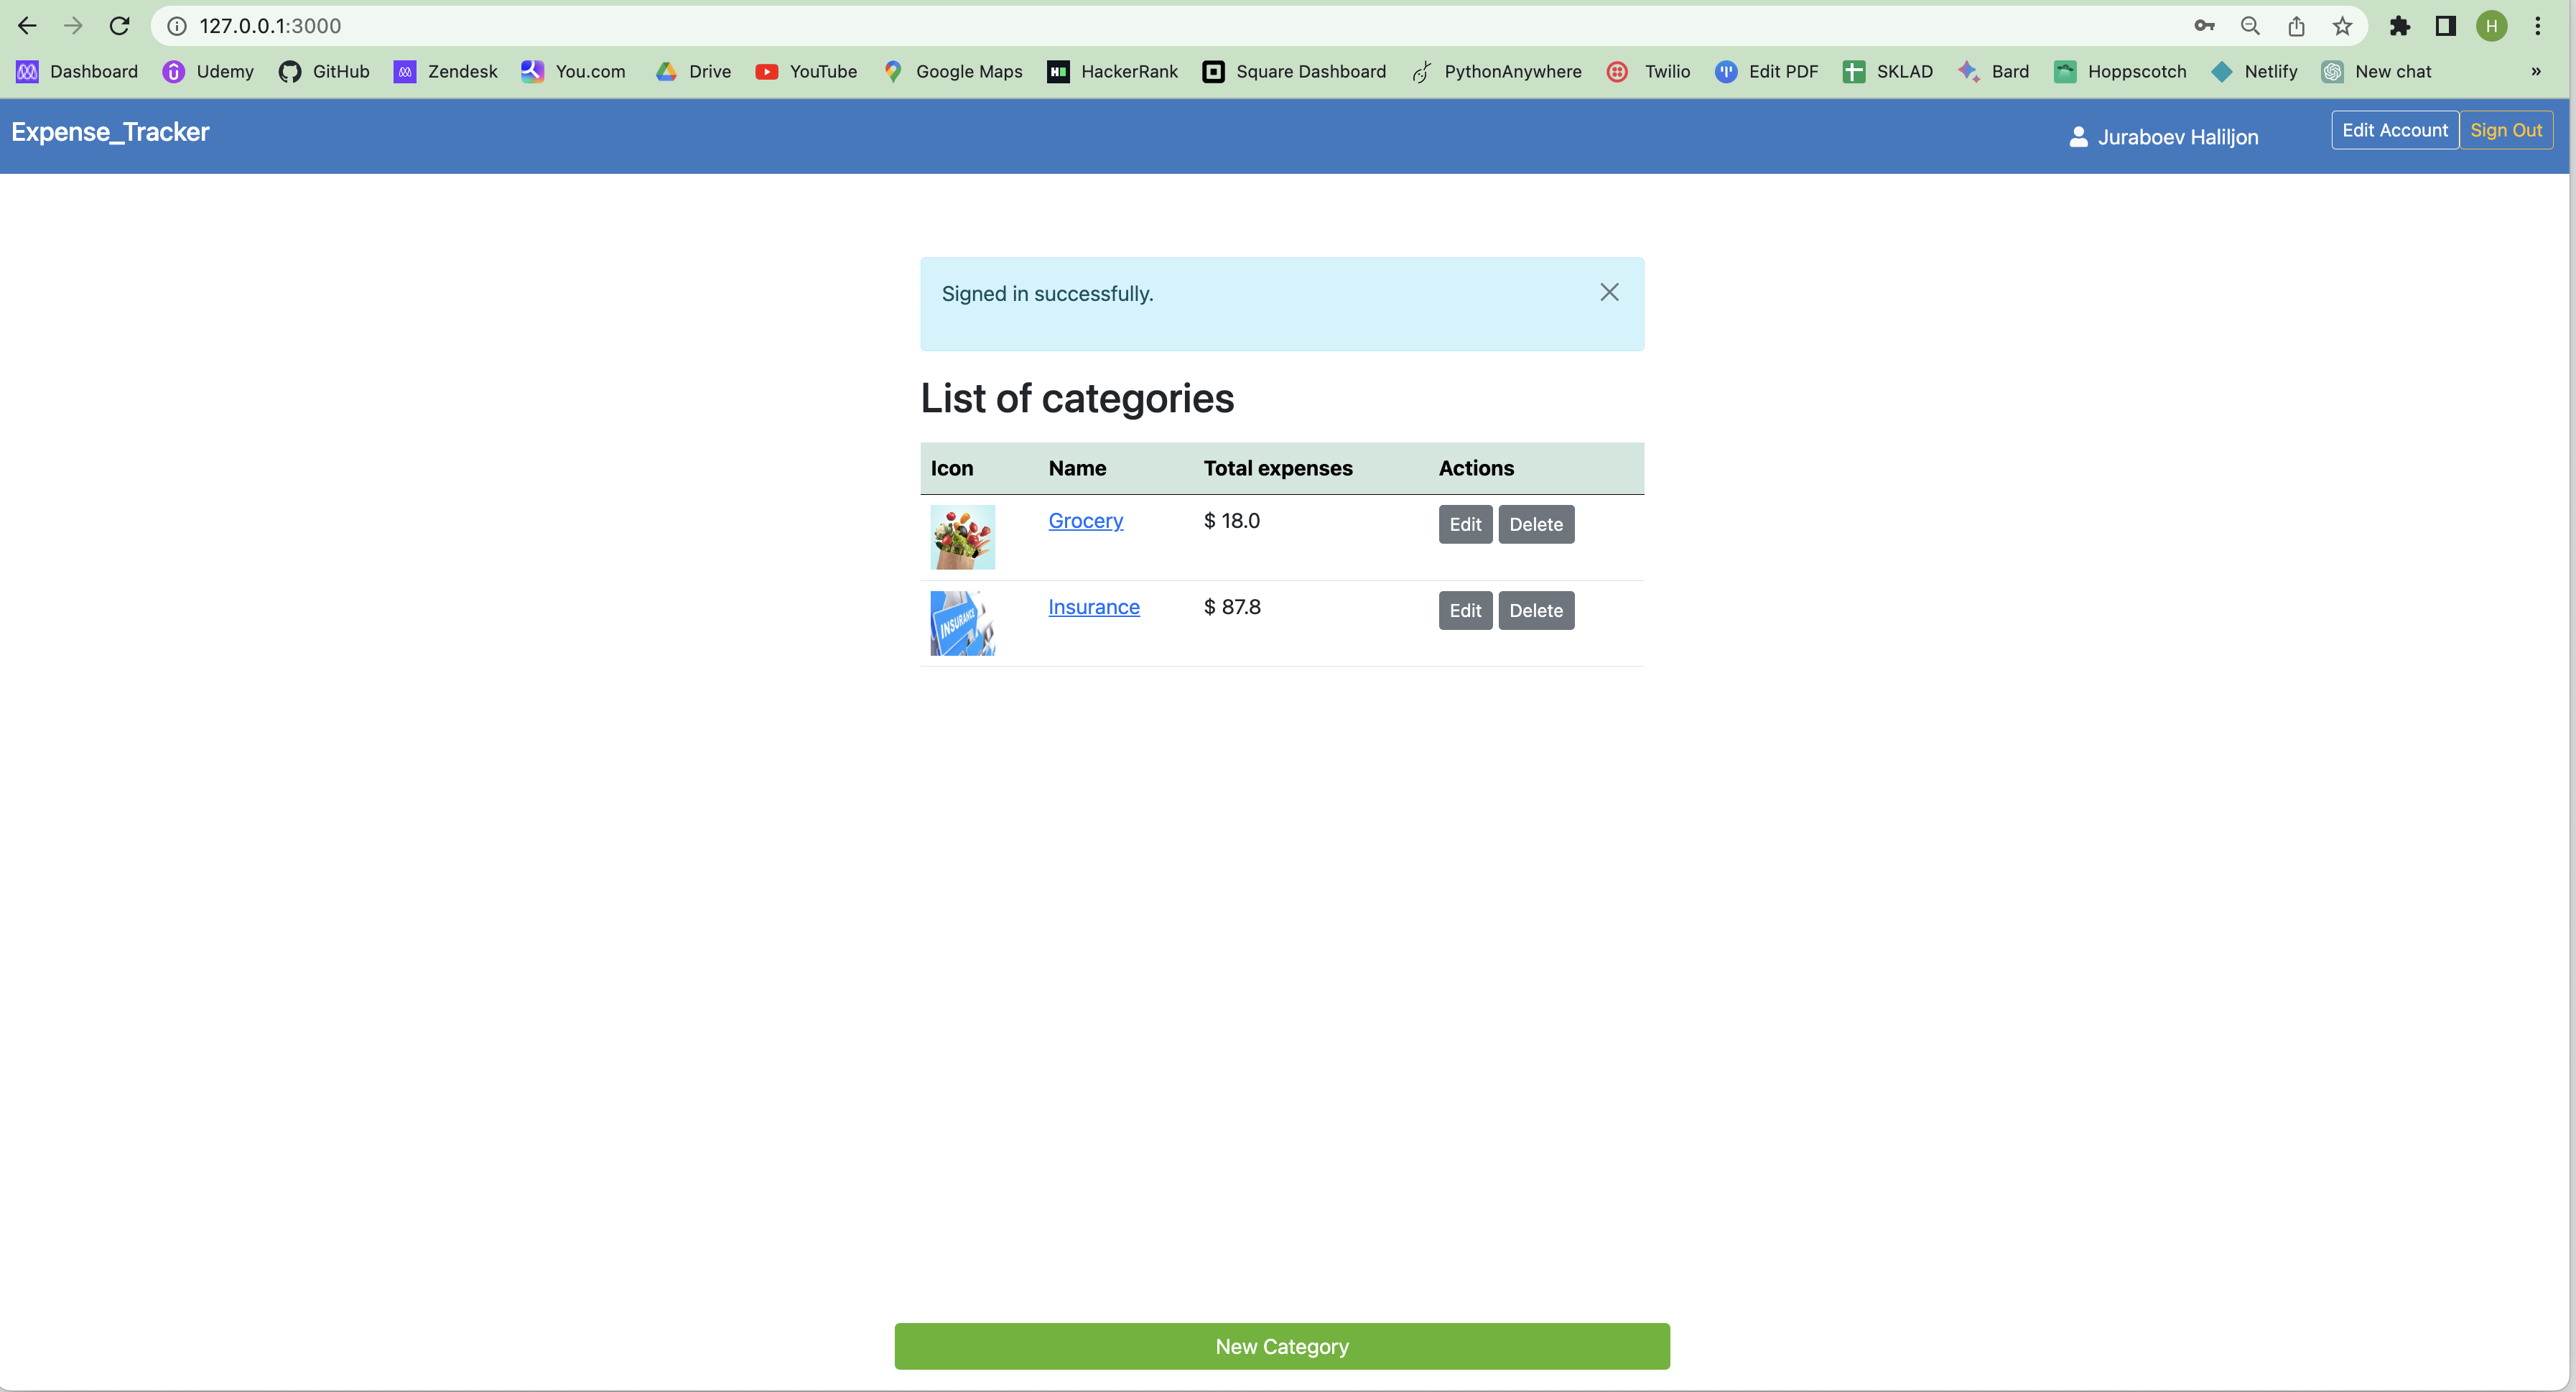 127.0.0.1:3000
H
Dashboard Udemy GitHub Zendesk You.com Drive YouTube Google Maps HackerRank Square Dashboard PythonAnywhere Twilio Edit PDF SKLAD Bard Hoppscotch Netlify New chat »
Expense_Tracker Juraboev Haliljon Edit Account Sign Out
Signed in successfully.
List of categories
Icon Name Total expenses Actions
Grocery $ 18.0 Edit Delete
INSURANCE Insurance $ 87.8 Edit Delete
New Category